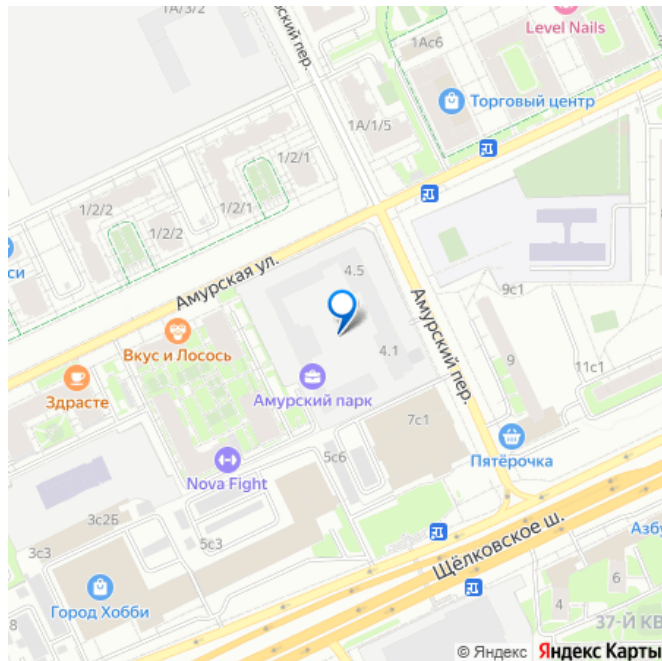 1А/3/2
Level Nails
1Ас6
Амурский пер.
Торговый центр
1А/1/5
1/2/1
1/2/2
1/2/1
1/2/2
си
4.5
Амурская ул.
9с1
Амурский пер.
Вкус и Лосось
4.1
9
11с1
Здрасте
Амурский парк
7с1
5с6
Пятёрочка
Nova Fight
3с2Б
5с3
3с3
Щёлковское ш.
Азбу
Город Хобби
6
4
37-Й КВ
© Яндекс Яндекс Карты